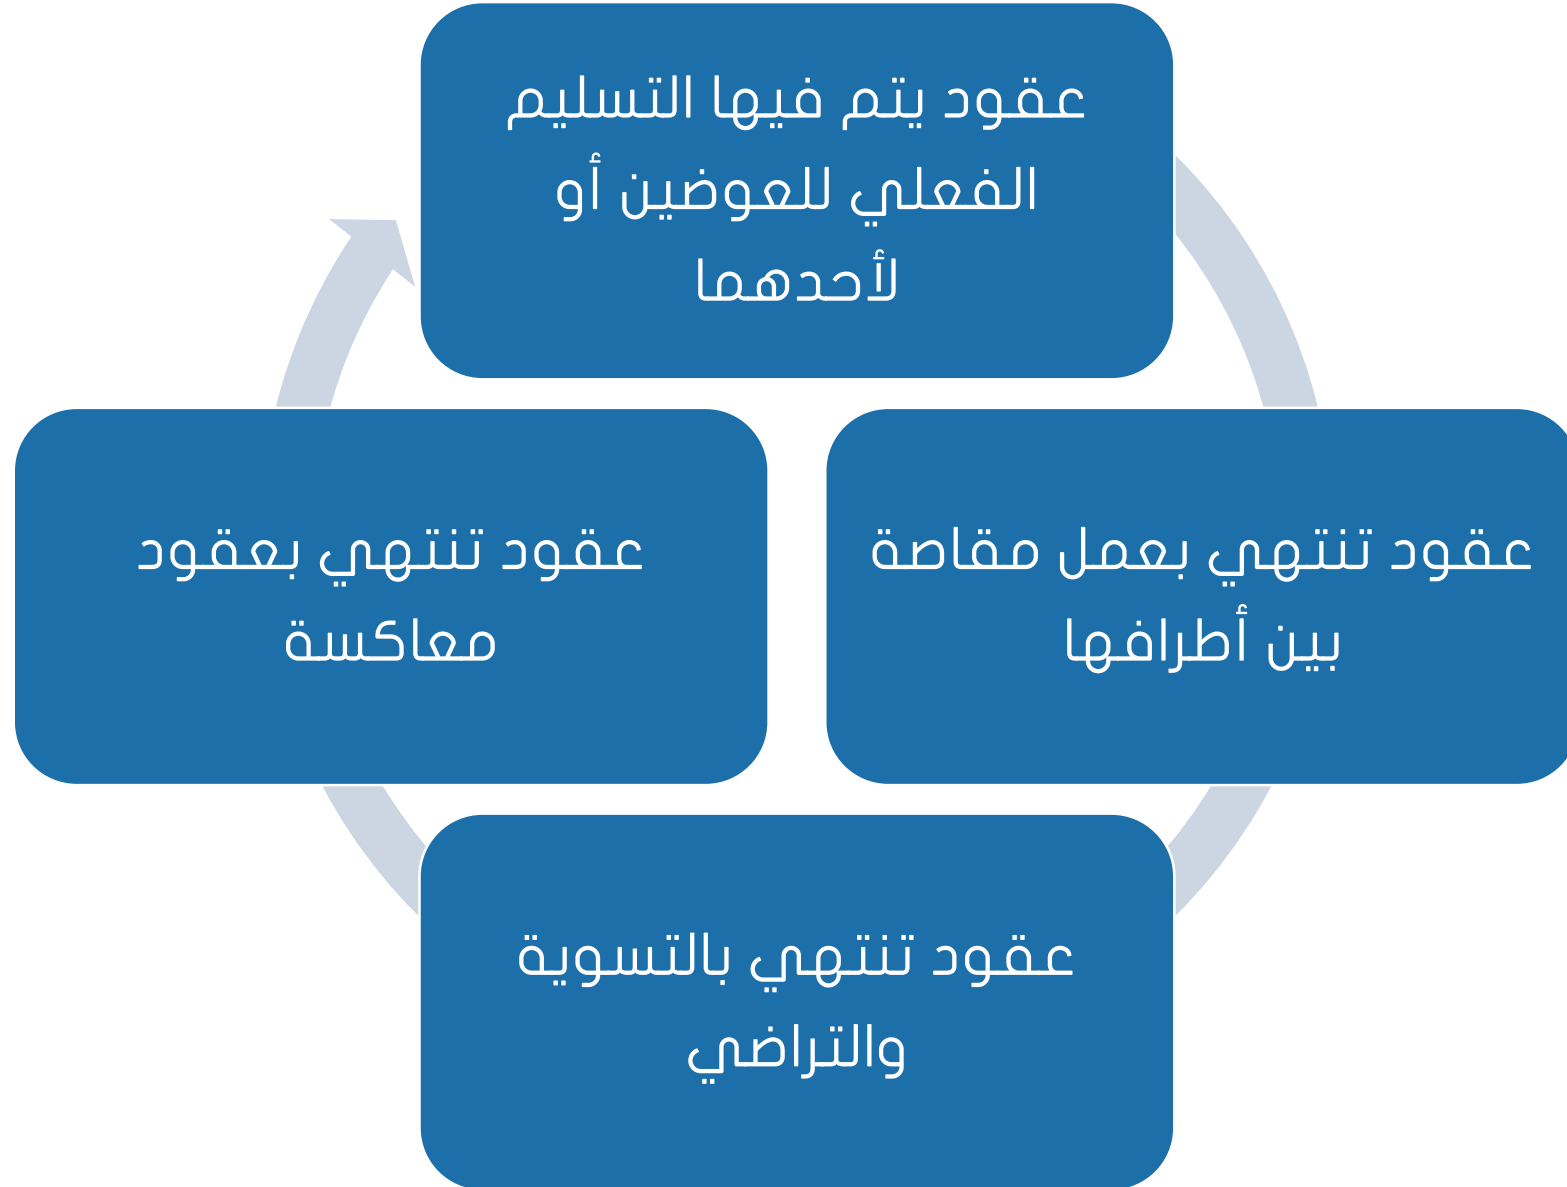 عقود يتم فيها التسليم
الفعلي للعوضين أو
لأحدهما
عقود تنتهي بعمل مقاصة
بين أطرافها
عقود تنتهي بالتسوية
والتراضي
عقود تنتهي بعقود
معاكسة